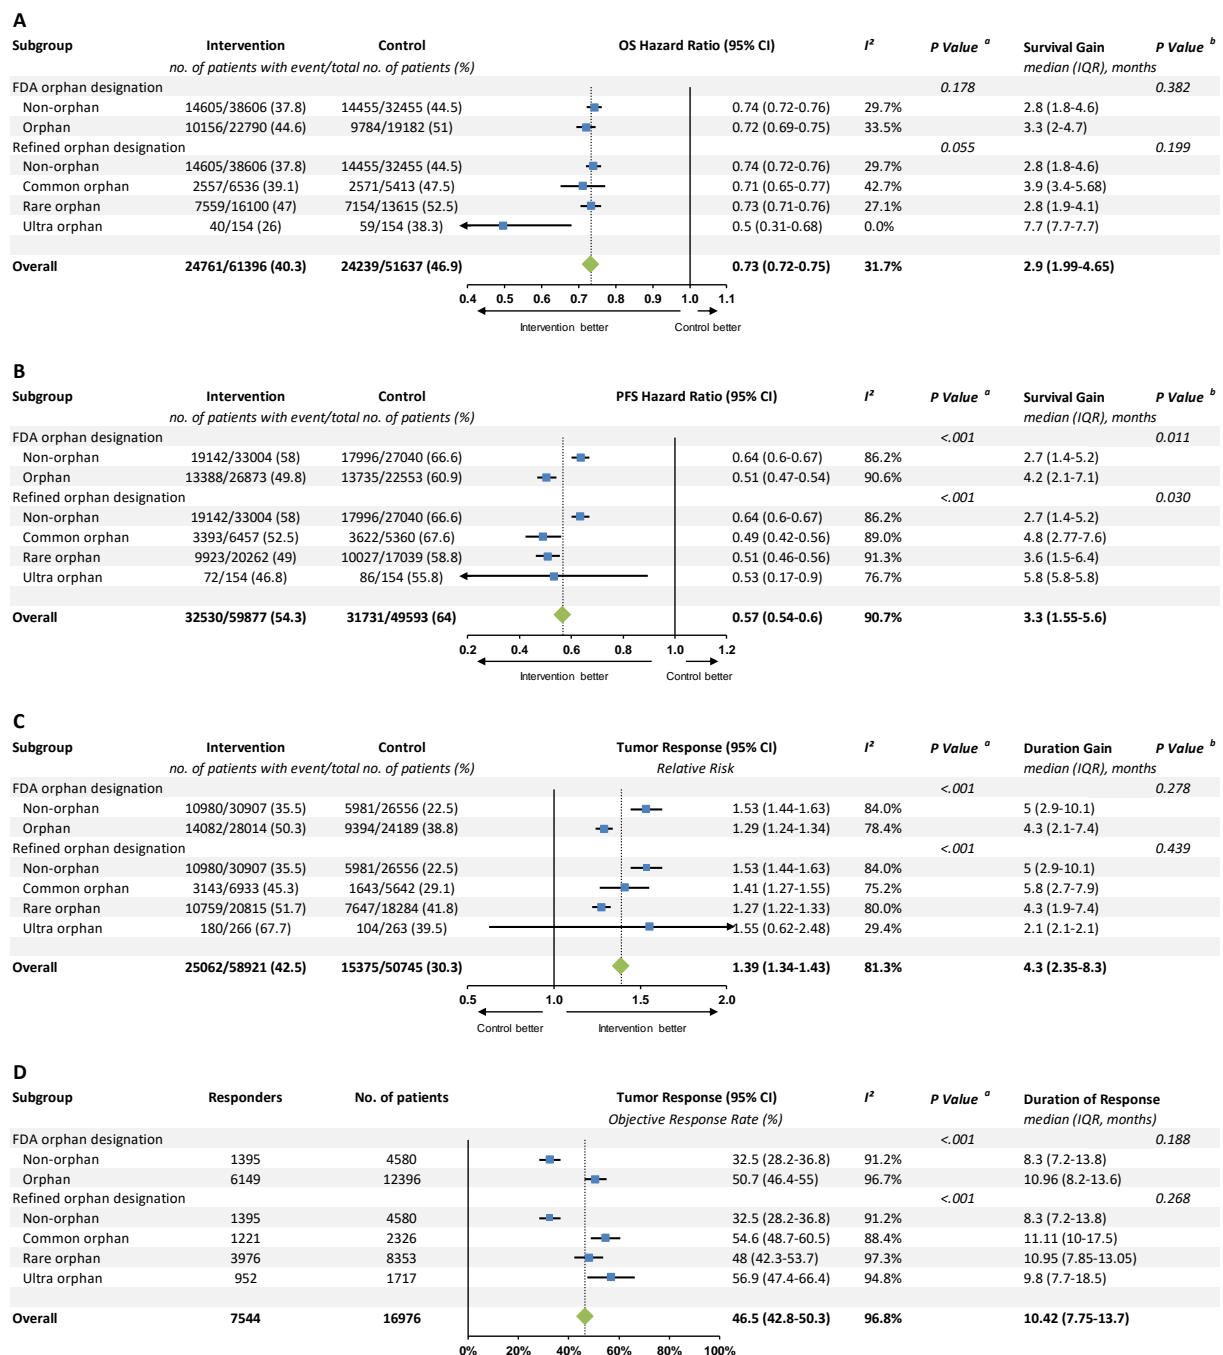 A
Subgroup Intervention Control OS Hazard Ratio (95% CI) I² P Value a Survival Gain P Value b
no. of patients with event/total no. of patients (%) median (IQR), months
FDA orphan designation 0.178 0.382
Non-orphan 14605/38606 (37.8) 14455/32455 (44.5) 0.74 (0.72-0.76) 29.7% 2.8 (1.8-4.6)
Orphan 10156/22790 (44.6) 9784/19182 (51) 0.72 (0.69-0.75) 33.5% 3.3 (2-4.7)
Refined orphan designation 0.055 0.199
Non-orphan 14605/38606 (37.8) 14455/32455 (44.5) 0.74 (0.72-0.76) 29.7% 2.8 (1.8-4.6)
Common orphan 2557/6536 (39.1) 2571/5413 (47.5) 0.71 (0.65-0.77) 42.7% 3.9 (3.4-5.68)
Rare orphan 7559/16100 (47) 7154/13615 (52.5) 0.73 (0.71-0.76) 27.1% 2.8 (1.9-4.1)
Ultra orphan 40/154 (26) 59/154 (38.3) 0.5 (0.31-0.68) 0.0% 7.7 (7.7-7.7)
Overall 24761/61396 (40.3) 24239/51637 (46.9) 0.73 (0.72-0.75) 31.7% 2.9 (1.99-4.65)
0.4 0.5 0.6 0.7 0.8 0.9 1.0 1.1
Intervention better Control better
B
Subgroup Intervention Control PFS Hazard Ratio (95% CI) I² P Value a Survival Gain P Value b
no. of patients with event/total no. of patients (%) median (IQR), months
FDA orphan designation <.001 0.011
Non-orphan 19142/33004 (58) 17996/27040 (66.6) 0.64 (0.6-0.67) 86.2% 2.7 (1.4-5.2)
Orphan 13388/26873 (49.8) 13735/22553 (60.9) 0.51 (0.47-0.54) 90.6% 4.2 (2.1-7.1)
Refined orphan designation <.001 0.030
Non-orphan 19142/33004 (58) 17996/27040 (66.6) 0.64 (0.6-0.67) 86.2% 2.7 (1.4-5.2)
Common orphan 3393/6457 (52.5) 3622/5360 (67.6) 0.49 (0.42-0.56) 89.0% 4.8 (2.77-7.6)
Rare orphan 9923/20262 (49) 10027/17039 (58.8) 0.51 (0.46-0.56) 91.3% 3.6 (1.5-6.4)
Ultra orphan 72/154 (46.8) 86/154 (55.8) 0.53 (0.17-0.9) 76.7% 5.8 (5.8-5.8)
Overall 32530/59877 (54.3) 31731/49593 (64) 0.57 (0.54-0.6) 90.7% 3.3 (1.55-5.6)
0.2 0.4 0.6 0.8 1.0 1.2
Intervention better Control better
C
Subgroup Intervention Control Tumor Response (95% CI) I² P Value a Duration Gain P Value b
no. of patients with event/total no. of patients (%) Relative Risk median (IQR), months
FDA orphan designation <.001 0.278
Non-orphan 10980/30907 (35.5) 5981/26556 (22.5) 1.53 (1.44-1.63) 84.0% 5 (2.9-10.1)
Orphan 14082/28014 (50.3) 9394/24189 (38.8) 1.29 (1.24-1.34) 78.4% 4.3 (2.1-7.4)
Refined orphan designation <.001 0.439
Non-orphan 10980/30907 (35.5) 5981/26556 (22.5) 1.53 (1.44-1.63) 84.0% 5 (2.9-10.1)
Common orphan 3143/6933 (45.3) 1643/5642 (29.1) 1.41 (1.27-1.55) 75.2% 5.8 (2.7-7.9)
Rare orphan 10759/20815 (51.7) 7647/18284 (41.8) 1.27 (1.22-1.33) 80.0% 4.3 (1.9-7.4)
Ultra orphan 180/266 (67.7) 104/263 (39.5) 1.55 (0.62-2.48) 29.4% 2.1 (2.1-2.1)
Overall 25062/58921 (42.5) 15375/50745 (30.3) 1.39 (1.34-1.43) 81.3% 4.3 (2.35-8.3)
0.5 1.0 1.5 2.0
Control better Intervention better
D
Subgroup Responders No. of patients Tumor Response (95% CI) I² P Value a Duration of Response
Objective Response Rate (%) median (IQR, months)
FDA orphan designation <.001 0.188
Non-orphan 1395 4580 32.5 (28.2-36.8) 91.2% 8.3 (7.2-13.8)
Orphan 6149 12396 50.7 (46.4-55) 96.7% 10.96 (8.2-13.6)
Refined orphan designation <.001 0.268
Non-orphan 1395 4580 32.5 (28.2-36.8) 91.2% 8.3 (7.2-13.8)
Common orphan 1221 2326 54.6 (48.7-60.5) 88.4% 11.11 (10-17.5)
Rare orphan 3976 8353 48 (42.3-53.7) 97.3% 10.95 (7.85-13.05)
Ultra orphan 952 1717 56.9 (47.4-66.4) 94.8% 9.8 (7.7-18.5)
Overall 7544 16976 46.5 (42.8-50.3) 96.8% 10.42 (7.75-13.7)
0% 20% 40% 60% 80% 100%